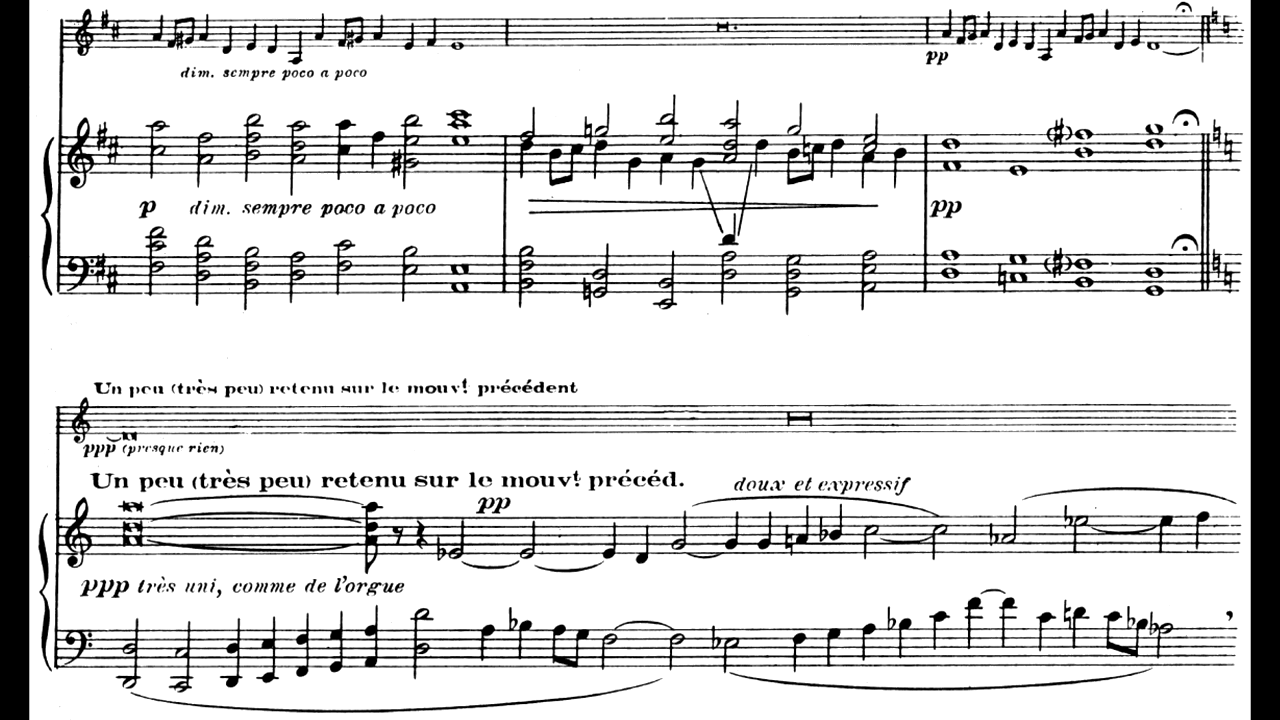 dim. sempre poco a poco
pp
p dim. sempre poco a poco
pp
Un peu (très peu) retenu sur le mouvt précédent
ppp (presque rien)
Un peu (très peu) retenu sur le mouvt précéd.
doux et expressif
pp
ppp très uni, comme de l'orgue